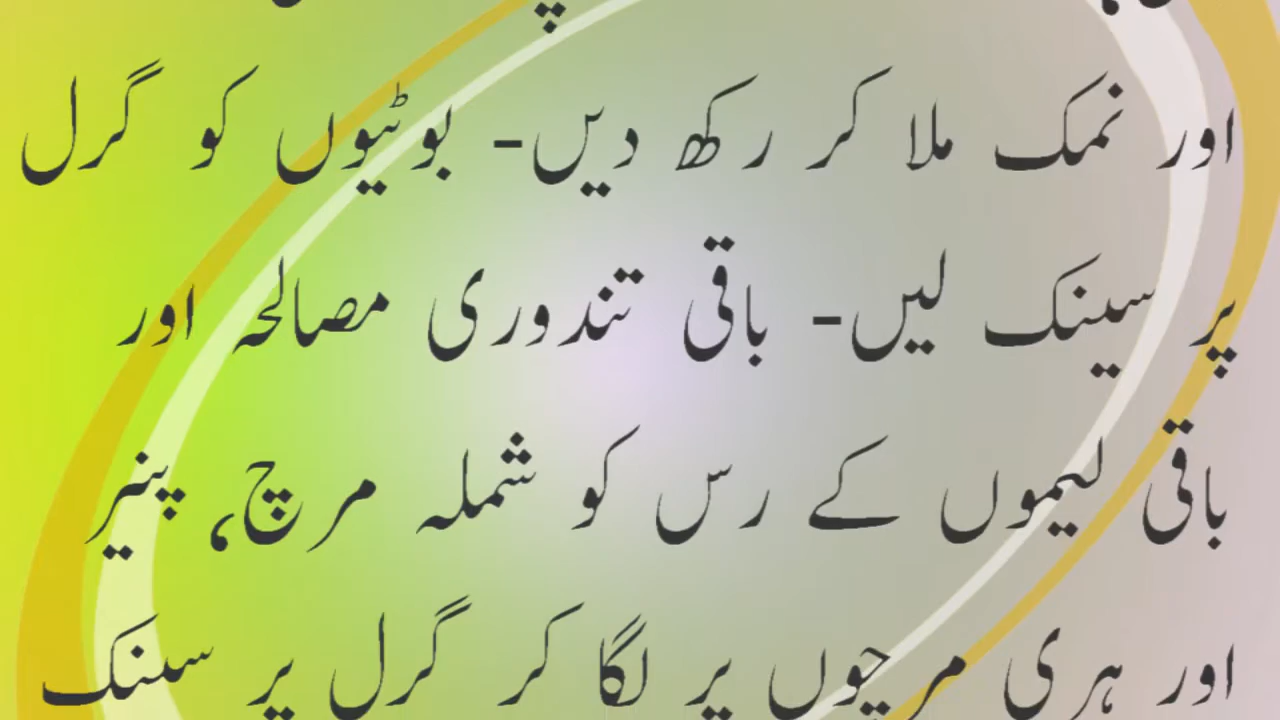 اور نمک ملا کر رکھ دیں- بوٹیوں کو گرل
پر سینک لیں- باقی تندوری مصالحہ اور
باقی لیموں کے رس کو شملہ مرچ، پنیر
اور ہری مرچوں پر لگا کر گرل پر سینک